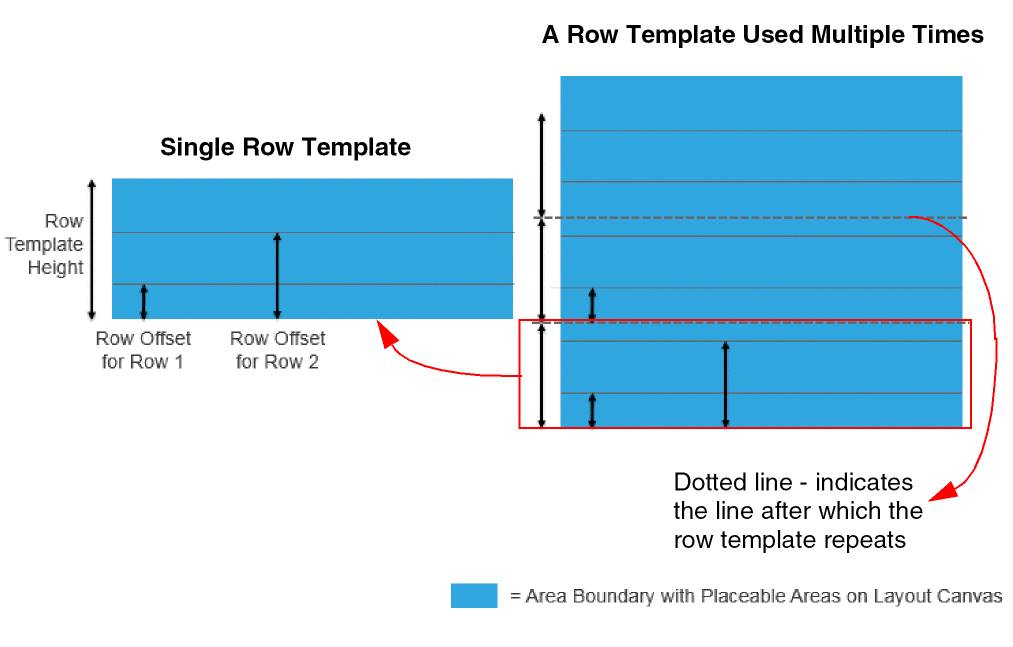 A Row Template Used Multiple Times
Single Row Template
Row
Template
Height
Row Offset
for Row 1
Row Offset
for Row 2
Dotted line - indicates
the line after which the
row template repeats
= Area Boundary with Placeable Areas on Layout Canvas